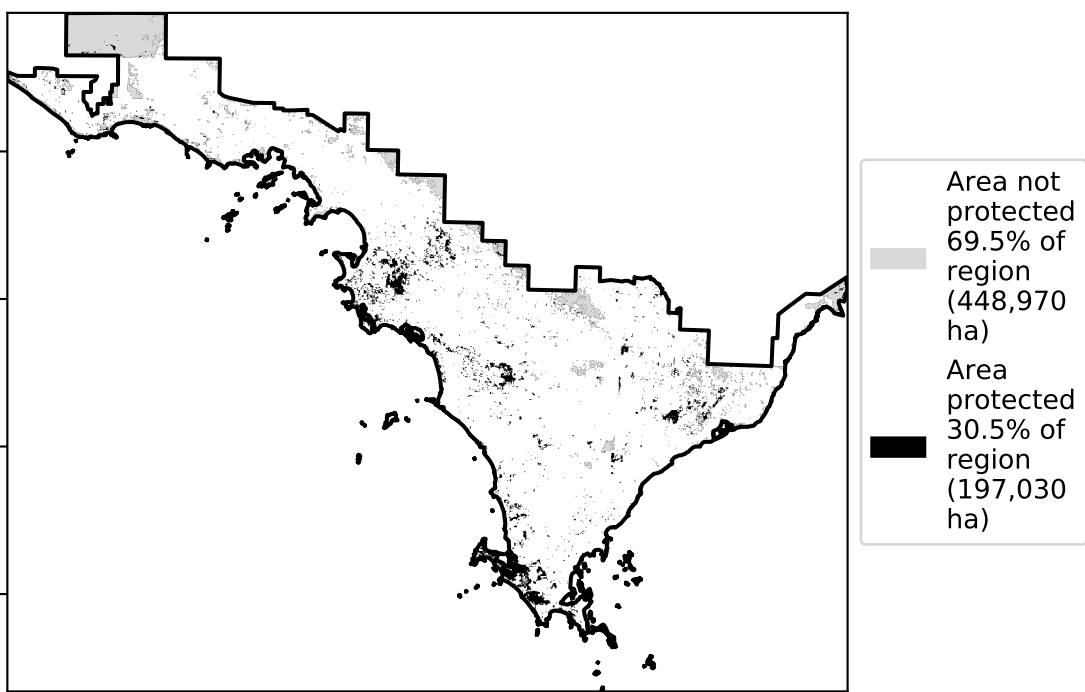 Area not
protected
69.5% of
region
(448,970
ha)
Area
protected
30.5% of
region
(197,030
ha)